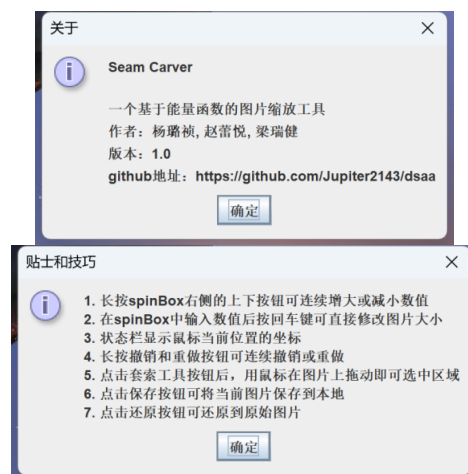 关于
Seam Carver
一个基于能量函数的图片缩放工具
作者：杨璐祯, 赵蕾悦, 梁瑞健
版本：1.0
github地址：https://github.com/Jupiter2143/dsaa
确定
贴士和技巧
1. 长按spinBox右侧的上下按钮可连续增大或减小数值
2. 在spinBox中输入数值后按回车键可直接修改图片大小
3. 状态栏显示鼠标当前位置的坐标
4. 长按撤销和重做按钮可连续撤销或重做
5. 点击套索工具按钮后，用鼠标在图片上拖动即可选中区域
6. 点击保存按钮可将当前图片保存到本地
7. 点击还原按钮可还原到原始图片
确定